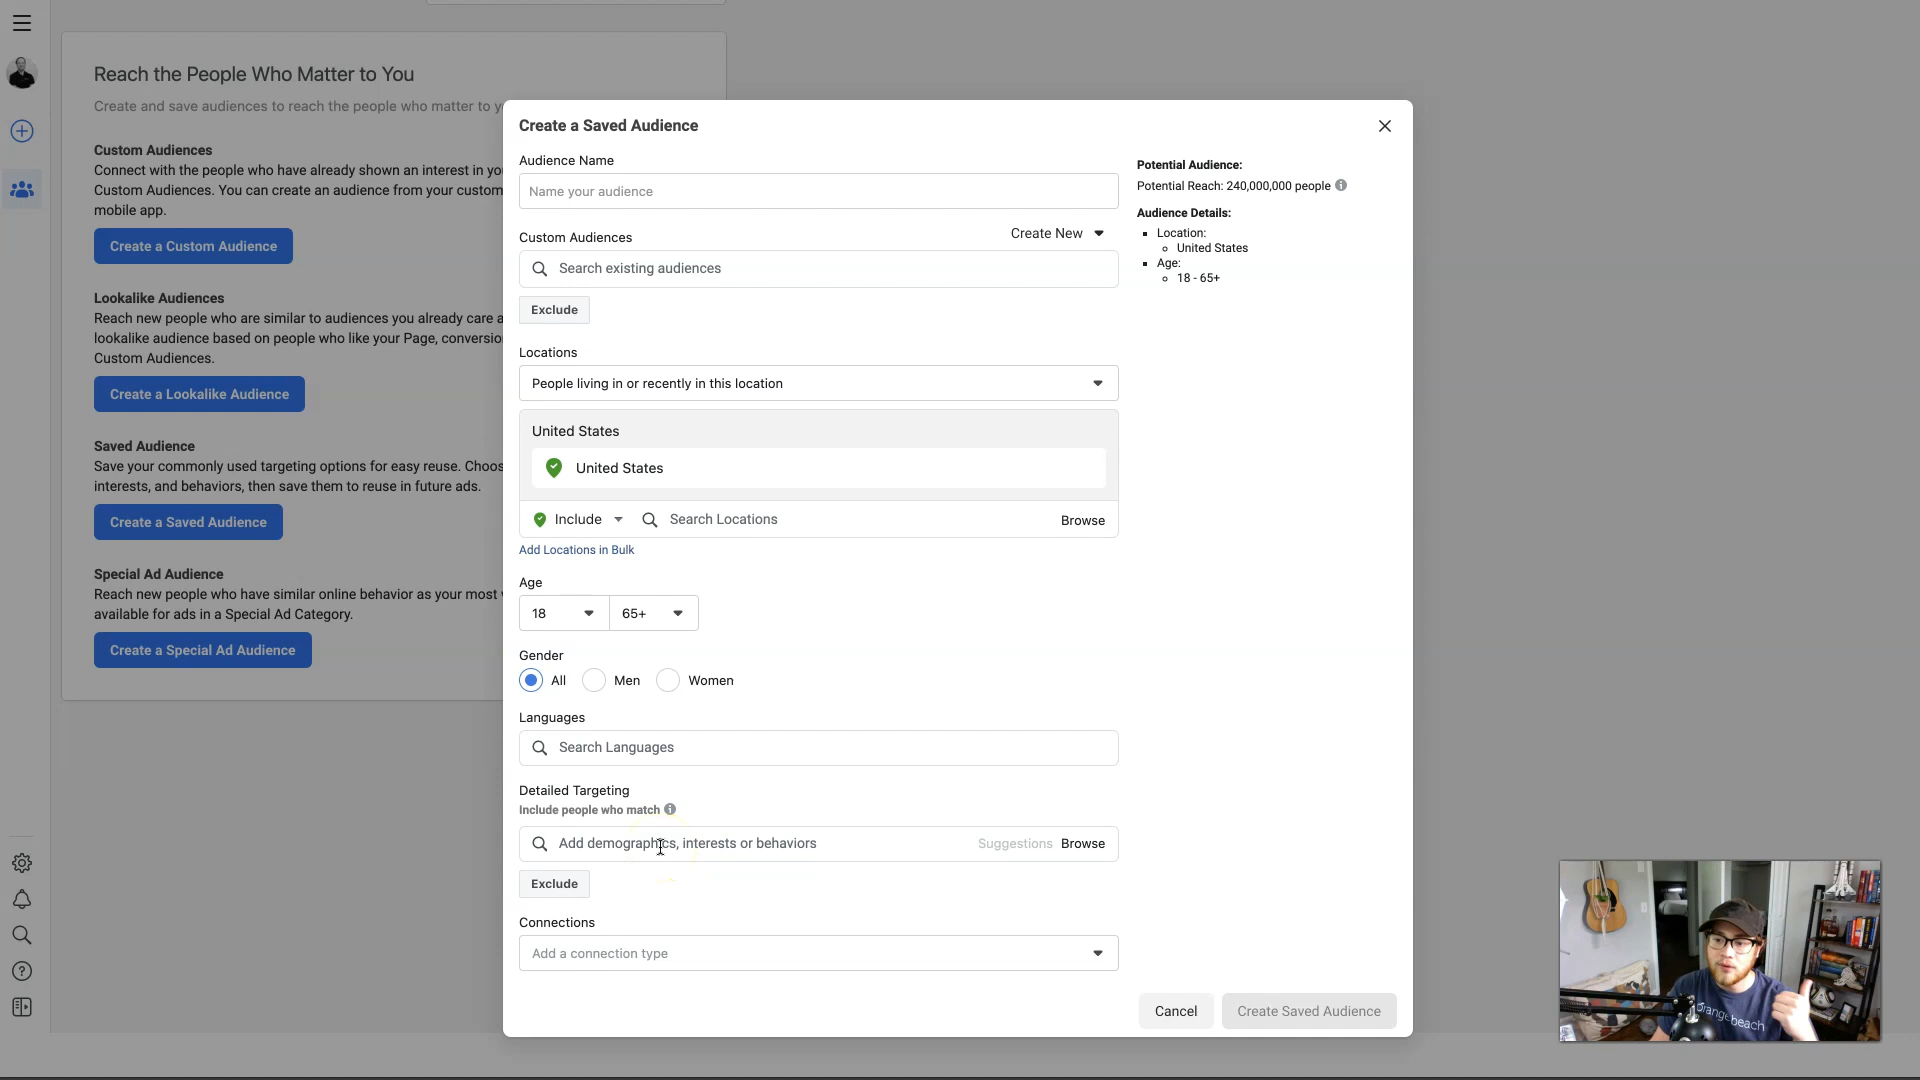 Reach the People Who Matter to You
Create and save audiences to reach the people who matter to y
Custom Audiences
Connect with the people who have already shown an interest in yo
Custom Audiences. You can create an audience from your custom
mobile app.
Create a Custom Audience
Lookalike Audiences
Reach new people who are similar to audiences you already care a
lookalike audience based on people who like your Page, conversio
Custom Audiences.
Create a Lookalike Audience
Saved Audience
Save your commonly used targeting options for easy reuse. Choos
interests, and behaviors, then save them to reuse in future ads.
Create a Saved Audience
Special Ad Audience
Reach new people who have similar online behavior as your most
available for ads in a Special Ad Category.
Create a Special Ad Audience
Create a Saved Audience
Audience Name
Name your audience
Custom Audiences
Create New
Search existing audiences
Exclude
Locations
People living in or recently in this location
United States
United States
Include
Search Locations
Browse
Add Locations in Bulk
Age
18
65+
Gender
All
Men
Women
Languages
Search Languages
Detailed Targeting
Include people who match
Add demographics, interests or behaviors
Suggestions
Browse
Exclude
Connections
Add a connection type
Cancel
Create Saved Audience
Potential Audience:
Potential Reach: 240,000,000 people
Audience Details:
Location:
United States
Age:
18 - 65+
orange beach